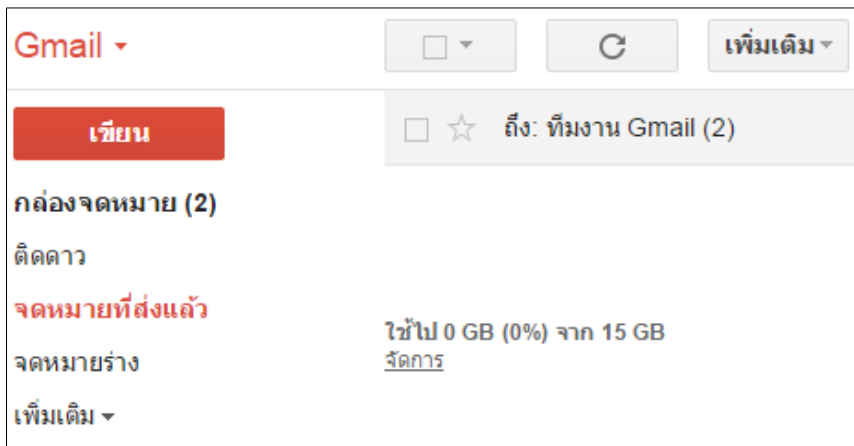 Gmail
เพิ่มเติม
เขียน
ถึง: ทีมงาน Gmail (2)
กล่องจดหมาย (2)
ติดดาว
จดหมายที่ส่งแล้ว
จดหมายร่าง
เพิ่มเติม
ใช้ไป 0 GB (0%) จาก 15 GB
จัดการ